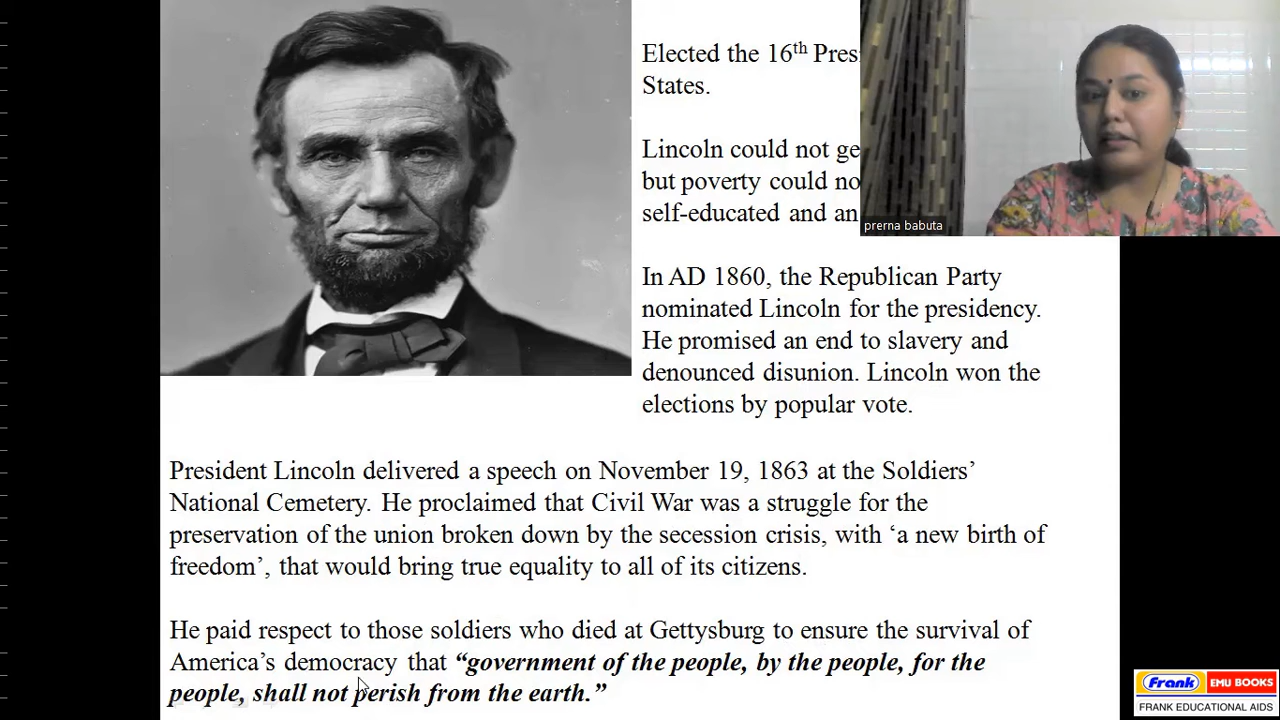 Elected the 16th Pres
States.
Lincoln could not ge
but poverty could no
self-educated and an
prerna babuta
In AD 1860, the Republican Party
nominated Lincoln for the presidency.
He promised an end to slavery and
denounced disunion. Lincoln won the
elections by popular vote.
President Lincoln delivered a speech on November 19, 1863 at the Soldiers’
National Cemetery. He proclaimed that Civil War was a struggle for the
preservation of the union broken down by the secession crisis, with ‘a new birth of
freedom’, that would bring true equality to all of its citizens.
He paid respect to those soldiers who died at Gettysburg to ensure the survival of
America’s democracy that “government of the people, by the people, for the
people, shall not perish from the earth.”
Frank EMU BOOKS
FRANK EDUCATIONAL AIDS